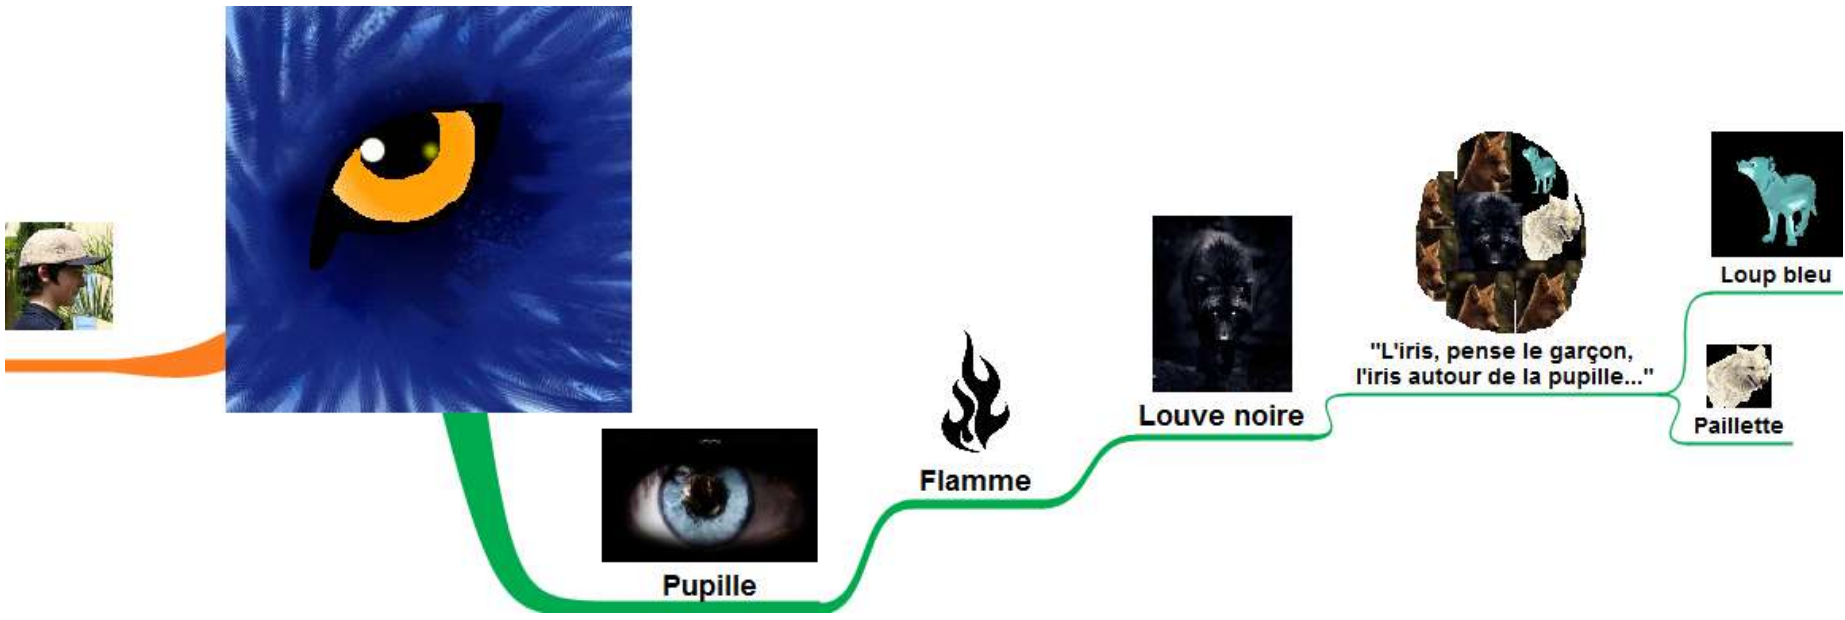 Pupille
Flamme
Louve noire
"L'iris, pense le garçon,
l'iris autour de la pupille..."
Loup bleu
Paillette